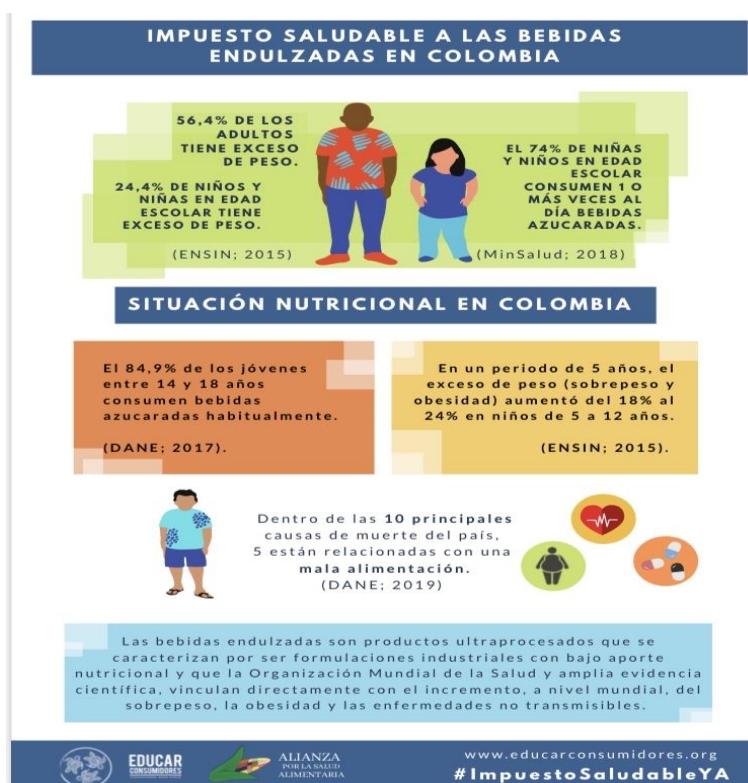 IMPUESTO SALUDABLE A LAS BEBIDAS
ENDULZADAS EN COLOMBIA
56,4% DE LOS
ADULTOS
TIENE EXCESO
DE PESO.
24,4% DE NIÑOS Y
NIÑAS EN EDAD
ESCOLAR TIENE
EXCESO DE PESO.
(ENSIN; 2015)
EL 74% DE NIÑAS
Y NIÑOS EN EDAD
ESCOLAR
CONSUMEN 1 O
MÁS VECES AL
DÍA BEBIDAS
AZUCARADAS.
(MinSalud; 2018)
SITUACIÓN NUTRICIONAL EN COLOMBIA
El 84,9% de los jóvenes
entre 14 y 18 años
consumen bebidas
azucaradas habitualmente.
(DANE; 2017).
En un periodo de 5 años, el
exceso de peso (sobrepeso y
obesidad) aumentó del 18% al
24% en niños de 5 a 12 años.
(ENSIN; 2015).
Dentro de las 10 principales
causas de muerte del país,
5 están relacionadas con una
mala alimentación.
(DANE; 2019)
Las bebidas endulzadas son productos ultraprocesados que se
caracterizan por ser formulaciones industriales con bajo aporte
nutricional y que la Organización Mundial de la Salud y amplia evidencia
científica, vinculan directamente con el incremento, a nivel mundial, del
sobrepeso, la obesidad y las enfermedades no transmisibles.
EDUCAR
CONSUMIDORES
ALIANZA
POR LA SALUD
ALIMENTARIA
www.educarconsumidores.org
#ImpuestoSaludableYA